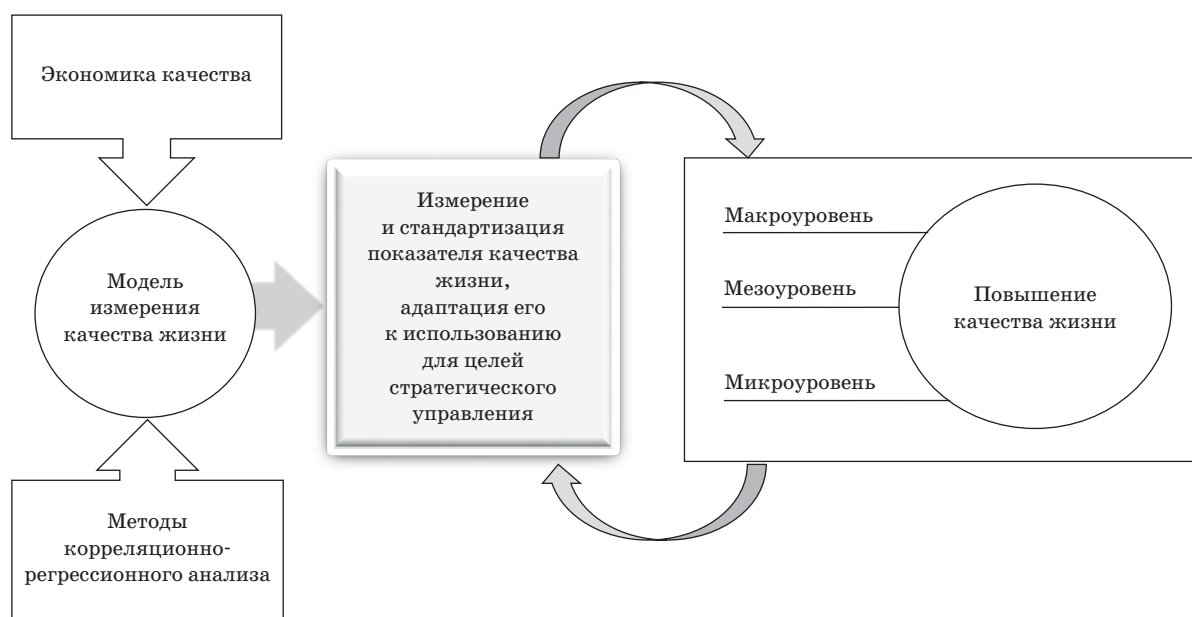 Экономика качества
Модель
измерения
качества жизни
Методы
корреляционно-
регрессионного анализа
Измерение
и стандартизация
показателя качества
жизни,
адаптация его
к использованию
для целей
стратегического
управления
Макроуровень
Мезоуровень
Микроуровень
Повышение
качества жизни